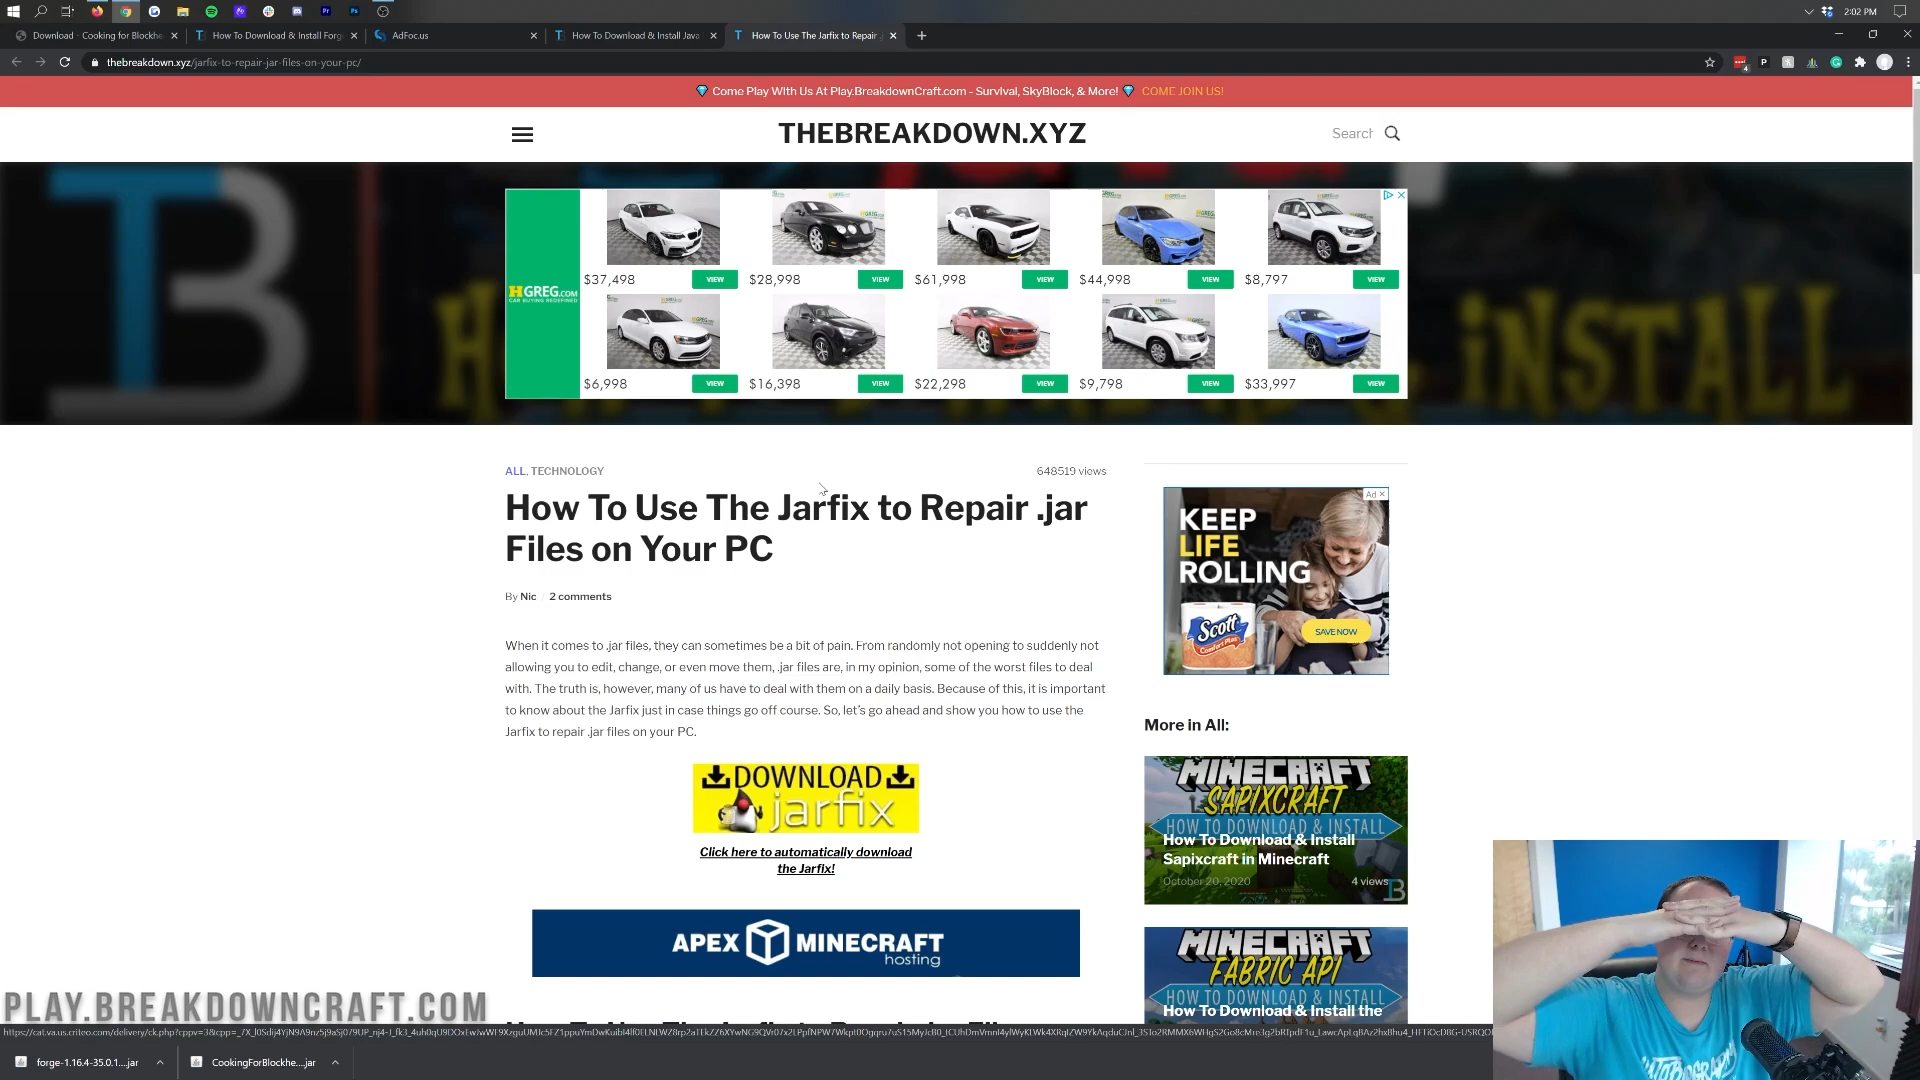 2:02 PM
Download - Cooking for Blockhe
How To Download & Install Forg
AdFoc.us
How To Download & Install Java
How To Use The Jarfix to Repair
thebreakdown.xyz/jarfix-to-repair-jar-files-on-your-pc/
Come Play With Us At Play.BreakdownCraft.com - Survival, SkyBlock, & More! COME JOIN US!
THEBREAKDOWN.XYZ
Search
HGREG.COM
CAR BUYING REDEFINED
$37,498 VIEW $28,998 VIEW $61,998 VIEW $44,998 VIEW $8,797 VIEW
$6,998 VIEW $16,398 VIEW $22,298 VIEW $9,798 VIEW $33,997 VIEW
INSTALL
ALL, TECHNOLOGY
648519 views
How To Use The Jarfix to Repair .jar
Files on Your PC
By Nic / 2 comments
When it comes to .jar files, they can sometimes be a bit of pain. From randomly not opening to suddenly not
allowing you to edit, change, or even move them, .jar files are, in my opinion, some of the worst files to deal
with. The truth is, however, many of us have to deal with them on a daily basis. Because of this, it is important
to know about the Jarfix just in case things go off course. So, let's go ahead and show you how to use the
Jarfix to repair .jar files on your PC.
DOWNLOAD
jarfix
Click here to automatically download
the Jarfix!
APEX MINECRAFT
hosting
Ad
KEEP
LIFE
ROLLING
Scott
Comfort Plus
SAVE NOW
More in All:
MINECRAFT
SAPIXCRAFT
HOW TO DOWNLOAD & INSTALL
How To Download & Install
Sapixcraft in Minecraft
October 20, 2020
4 views
MINECRAFT
FABRIC API
HOW TO DOWNLOAD & INSTALL
How To Download & Install the
PLAY.BREAKDOWNCRAFT.COM
forge-1.16.4-35.0.1....jar
CookingForBlockhe....jar